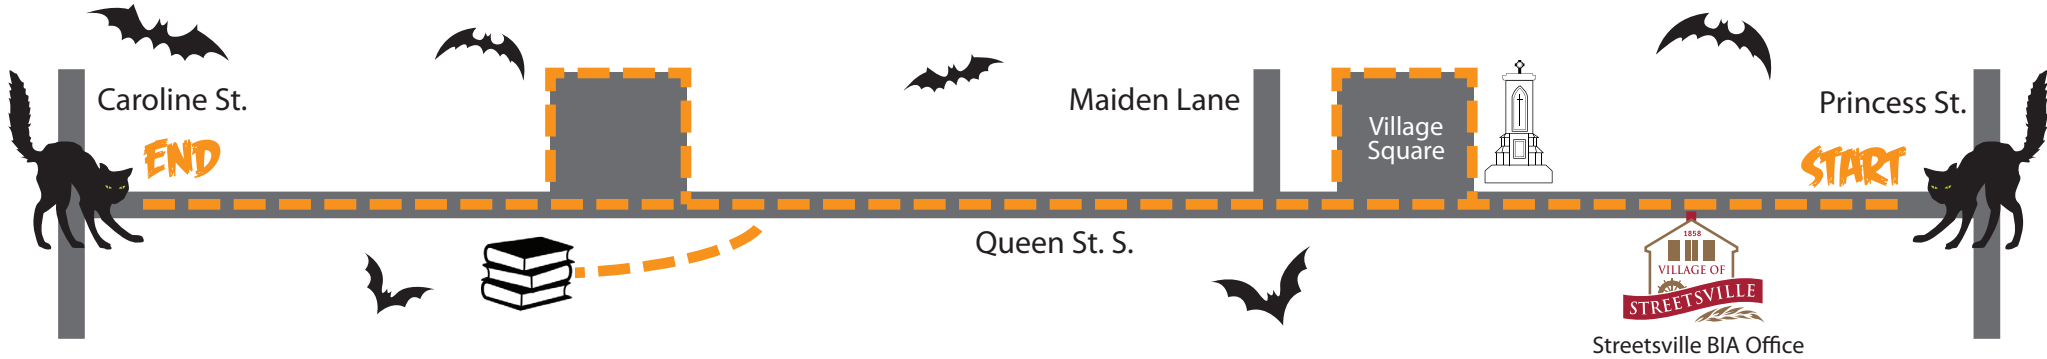 Caroline St.
END
Maiden Lane
Village
Square
Princess St.
START
Queen St. S.
1858
VILLAGE OF
STREETSVILLE
Streetsville BIA Office